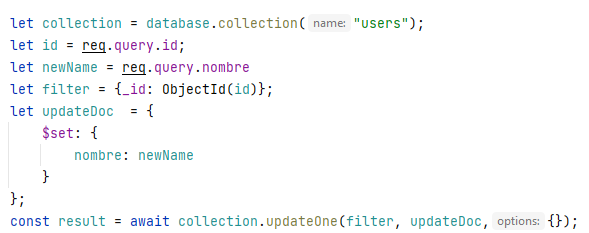 let collection = database.collection( name: "users");
let id = req.query.id;
let newName = req.query.nombre
let filter = {_id: ObjectId(id)};
let updateDoc  = {
    $set: {
        nombre: newName
    }
};
const result = await collection.updateOne(filter, updateDoc, options: {});